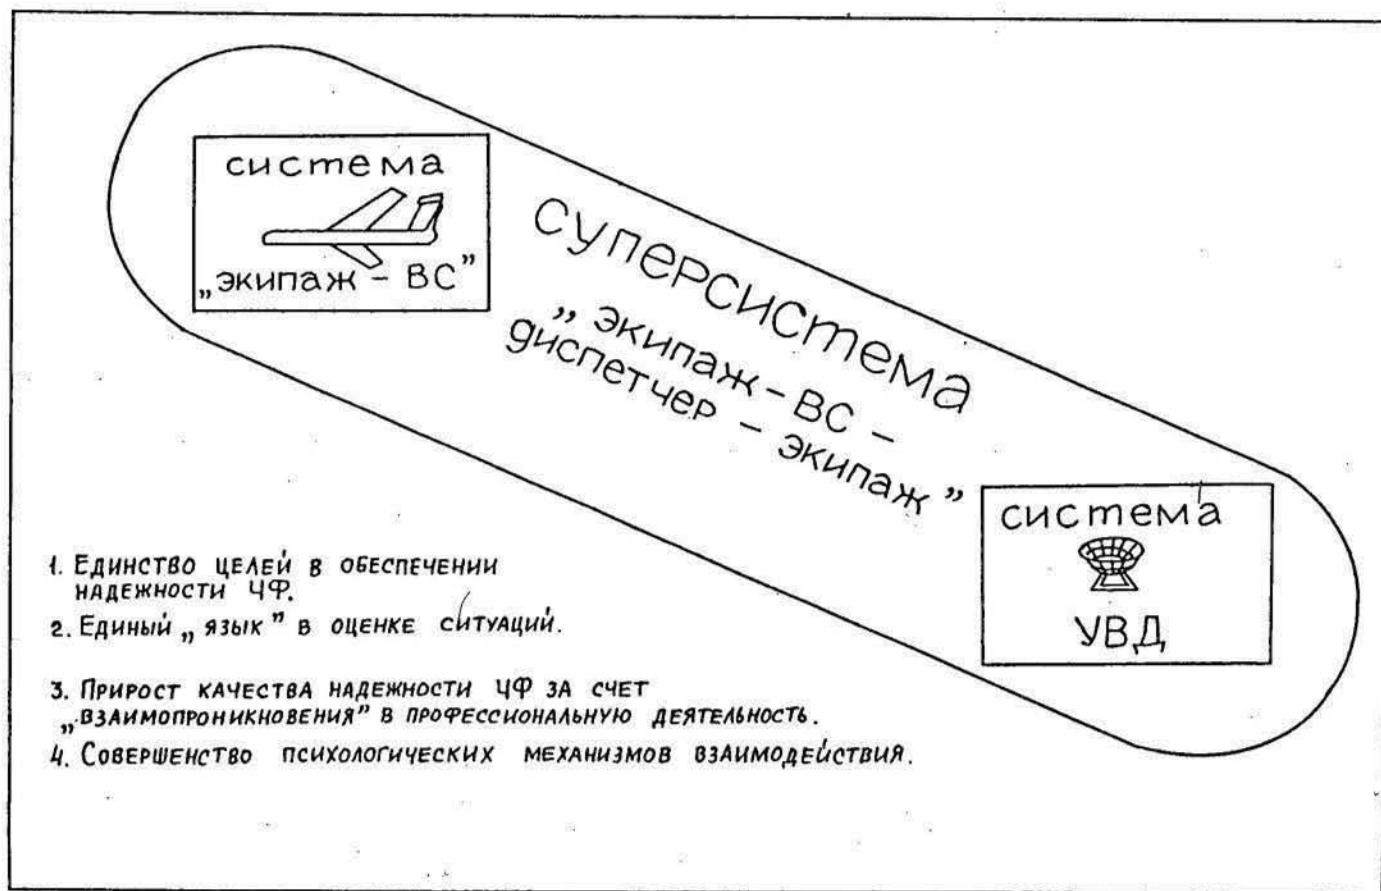 система
„экипаж – ВС”
суперсистема
„ экипаж – ВС –
диспетчер – экипаж ”
система
УВД
1. Единство целей в обеспечении
надежности ЧФ.
2. Единый „ язык ” в оценке ситуаций.
3. Прирост качества надежности ЧФ за счет
„взаимопроникновения” в профессиональную деятельность.
4. Совершенство психологических механизмов взаимодействия.